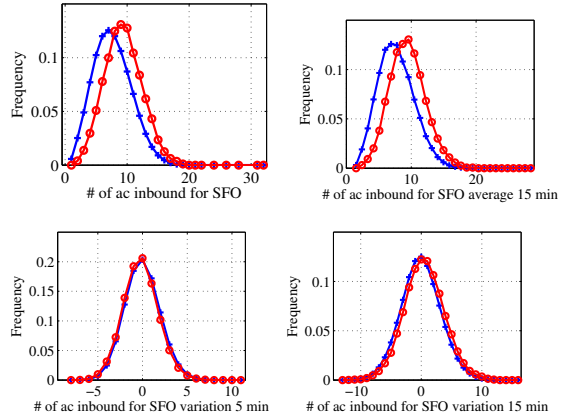 0.1
0.05
0
Frequency
0 10 20 30
# of ac inbound for SFO
0.1
0.05
0
Frequency
0 10 20
# of ac inbound for SFO average 15 min
0.2
0.15
0.1
0.05
0
Frequency
−5 0 5 10
# of ac inbound for SFO variation 5 min
0.1
0.05
0
Frequency
−10 0 10
# of ac inbound for SFO variation 15 min